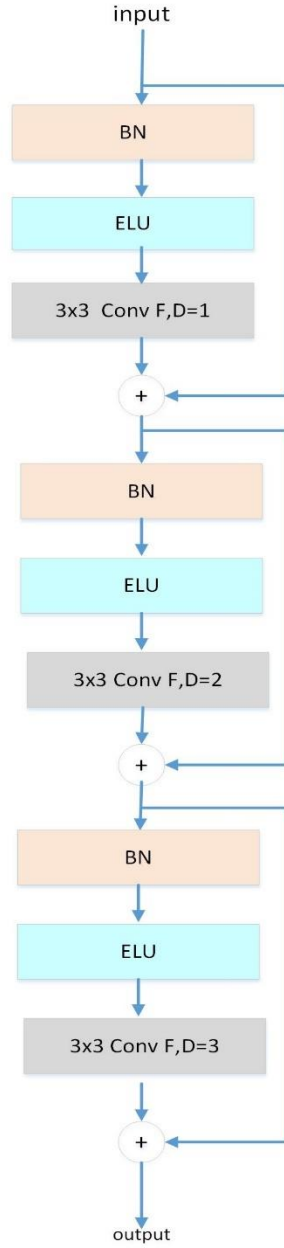 input
BN
ELU
3x3 Conv F,D=1
+
BN
ELU
3x3 Conv F,D=2
+
BN
ELU
3x3 Conv F,D=3
+
output